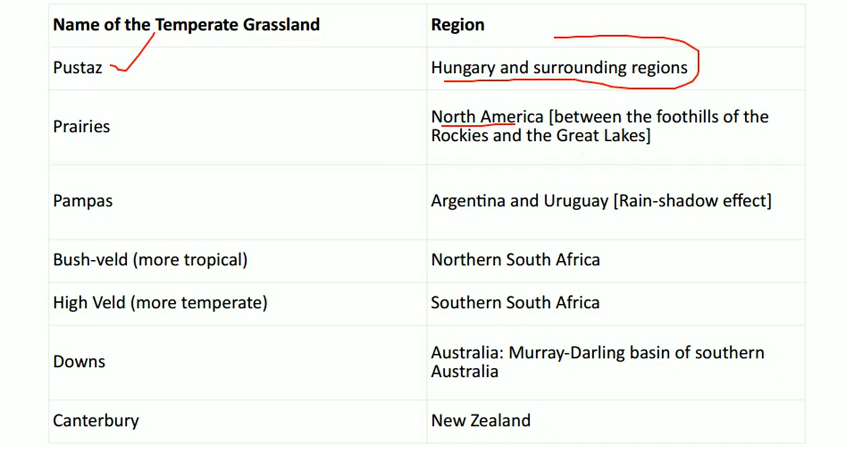 Name of the Temperate Grassland Region
Pustaz Hungary and surrounding regions
Prairies North America [between the foothills of the
Rockies and the Great Lakes]
Pampas Argentina and Uruguay [Rain-shadow effect]
Bush-veld (more tropical) Northern South Africa
High Veld (more temperate) Southern South Africa
Downs Australia: Murray-Darling basin of southern
Australia
Canterbury New Zealand